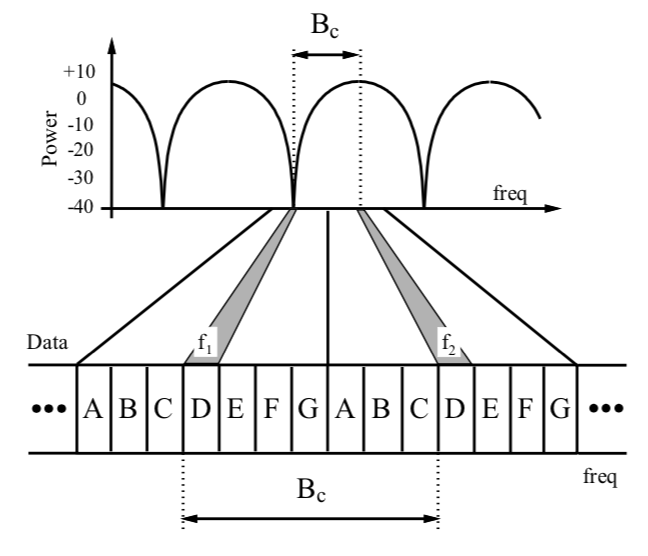 Bc
+10
0
-10
-20
-30
-40
Power
freq
f1
f2
Data
••• A B C D E F G A B C D E F G •••
freq
Bc